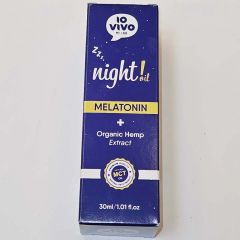 IO
VIVO
Zzz.
night! oil
MELATONIN
+
Organic Hemp
Extract
MCT
30ml/1.01 fl.oz